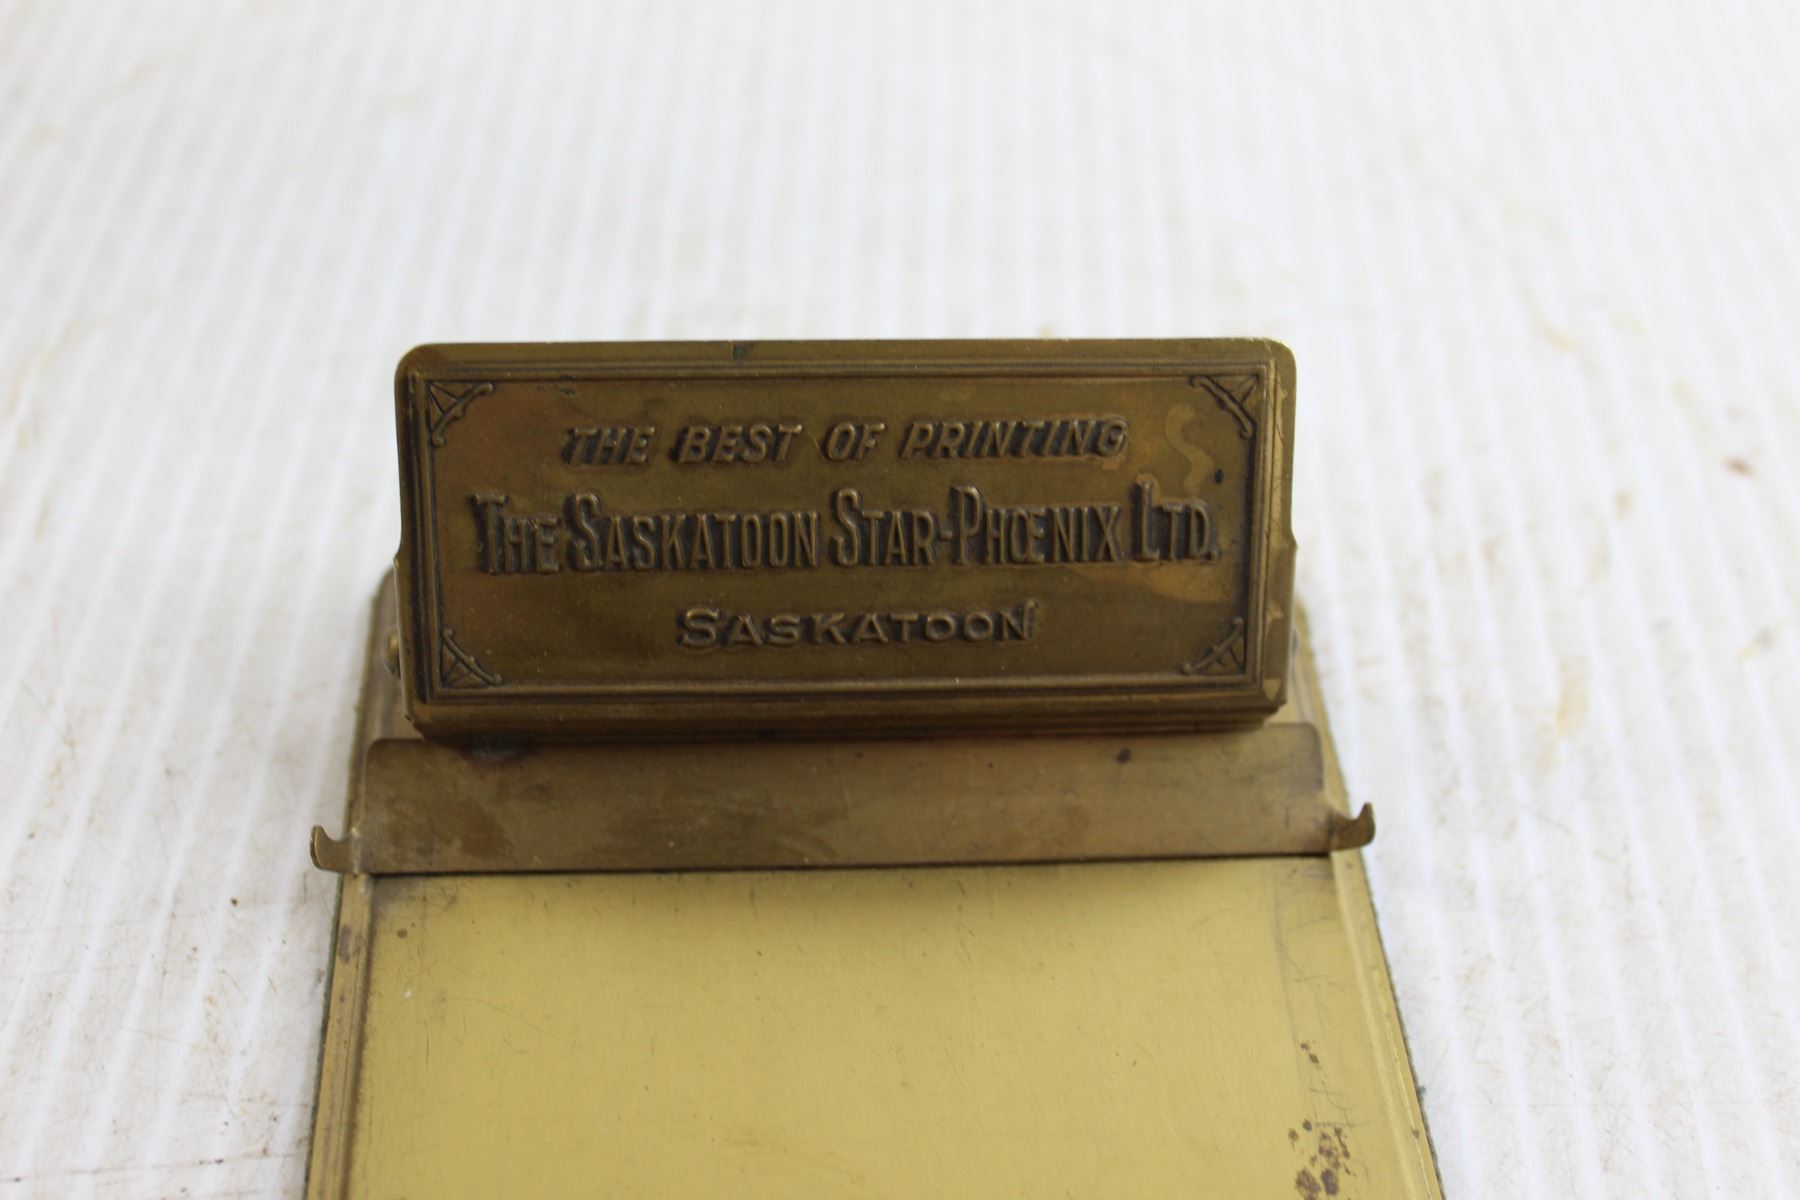 THE BEST OF PRINTING
THE SASKATOON STAR-PHŒNIX LTD.
SASKATOON